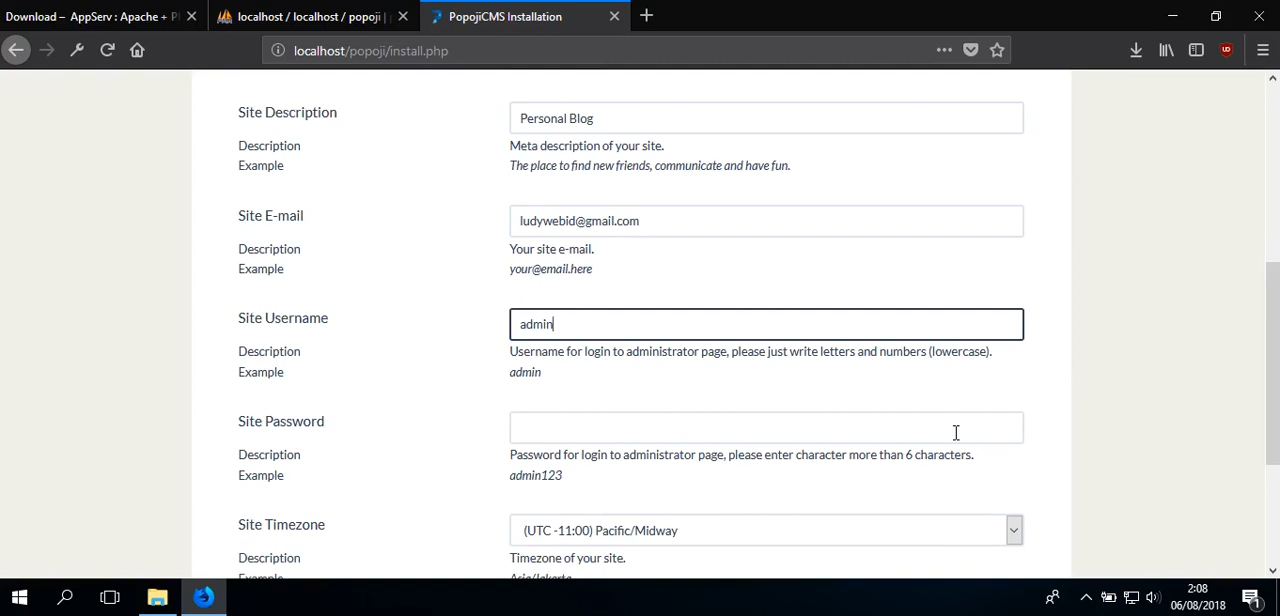 Download – AppServ : Apache + P
localhost / localhost / popoji |
PopojiCMS Installation
localhost/popoji/install.php
Site Description
Personal Blog
Description
Meta description of your site.
Example
The place to find new friends, communicate and have fun.
Site E-mail
ludywebid@gmail.com
Description
Your site e-mail.
Example
your@email.here
Site Username
admin
Description
Username for login to administrator page, please just write letters and numbers (lowercase).
Example
admin
Site Password
Description
Password for login to administrator page, please enter character more than 6 characters.
Example
admin123
Site Timezone
(UTC -11:00) Pacific/Midway
Description
Timezone of your site.
Example
Asia/Jakarta
2:08
06/08/2018
1